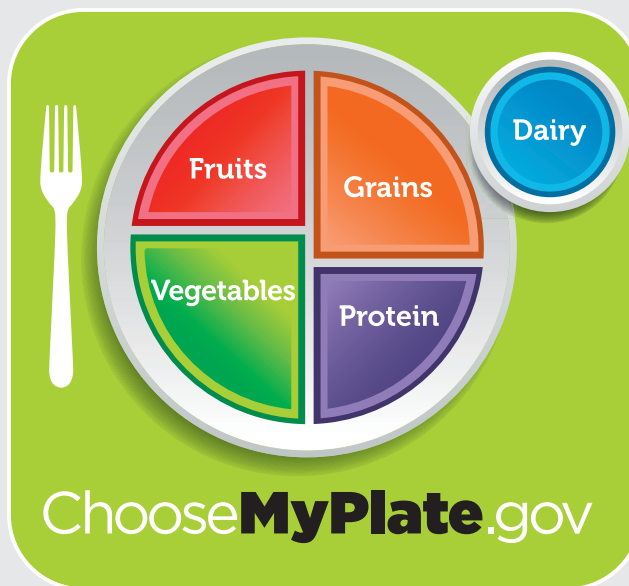 Dairy
Fruits
Grains
Vegetables
Protein
ChooseMyPlate.gov